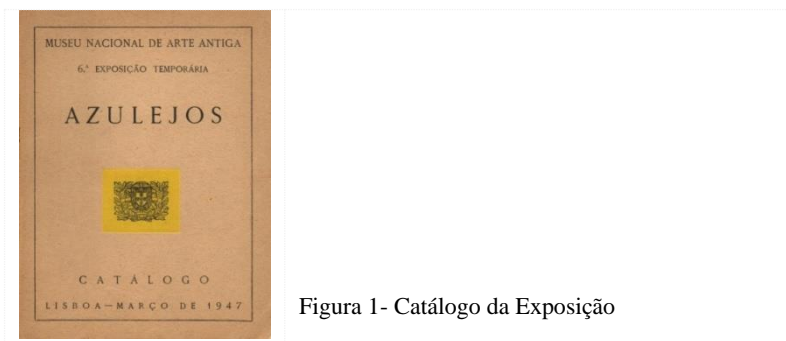 MUSEU NACIONAL DE ARTE ANTIGA
6.ª EXPOSIÇÃO TEMPORÁRIA
AZULEJOS
CATÁLOGO
LISBOA—MARÇO DE 1947
Figura 1- Catálogo da Exposição